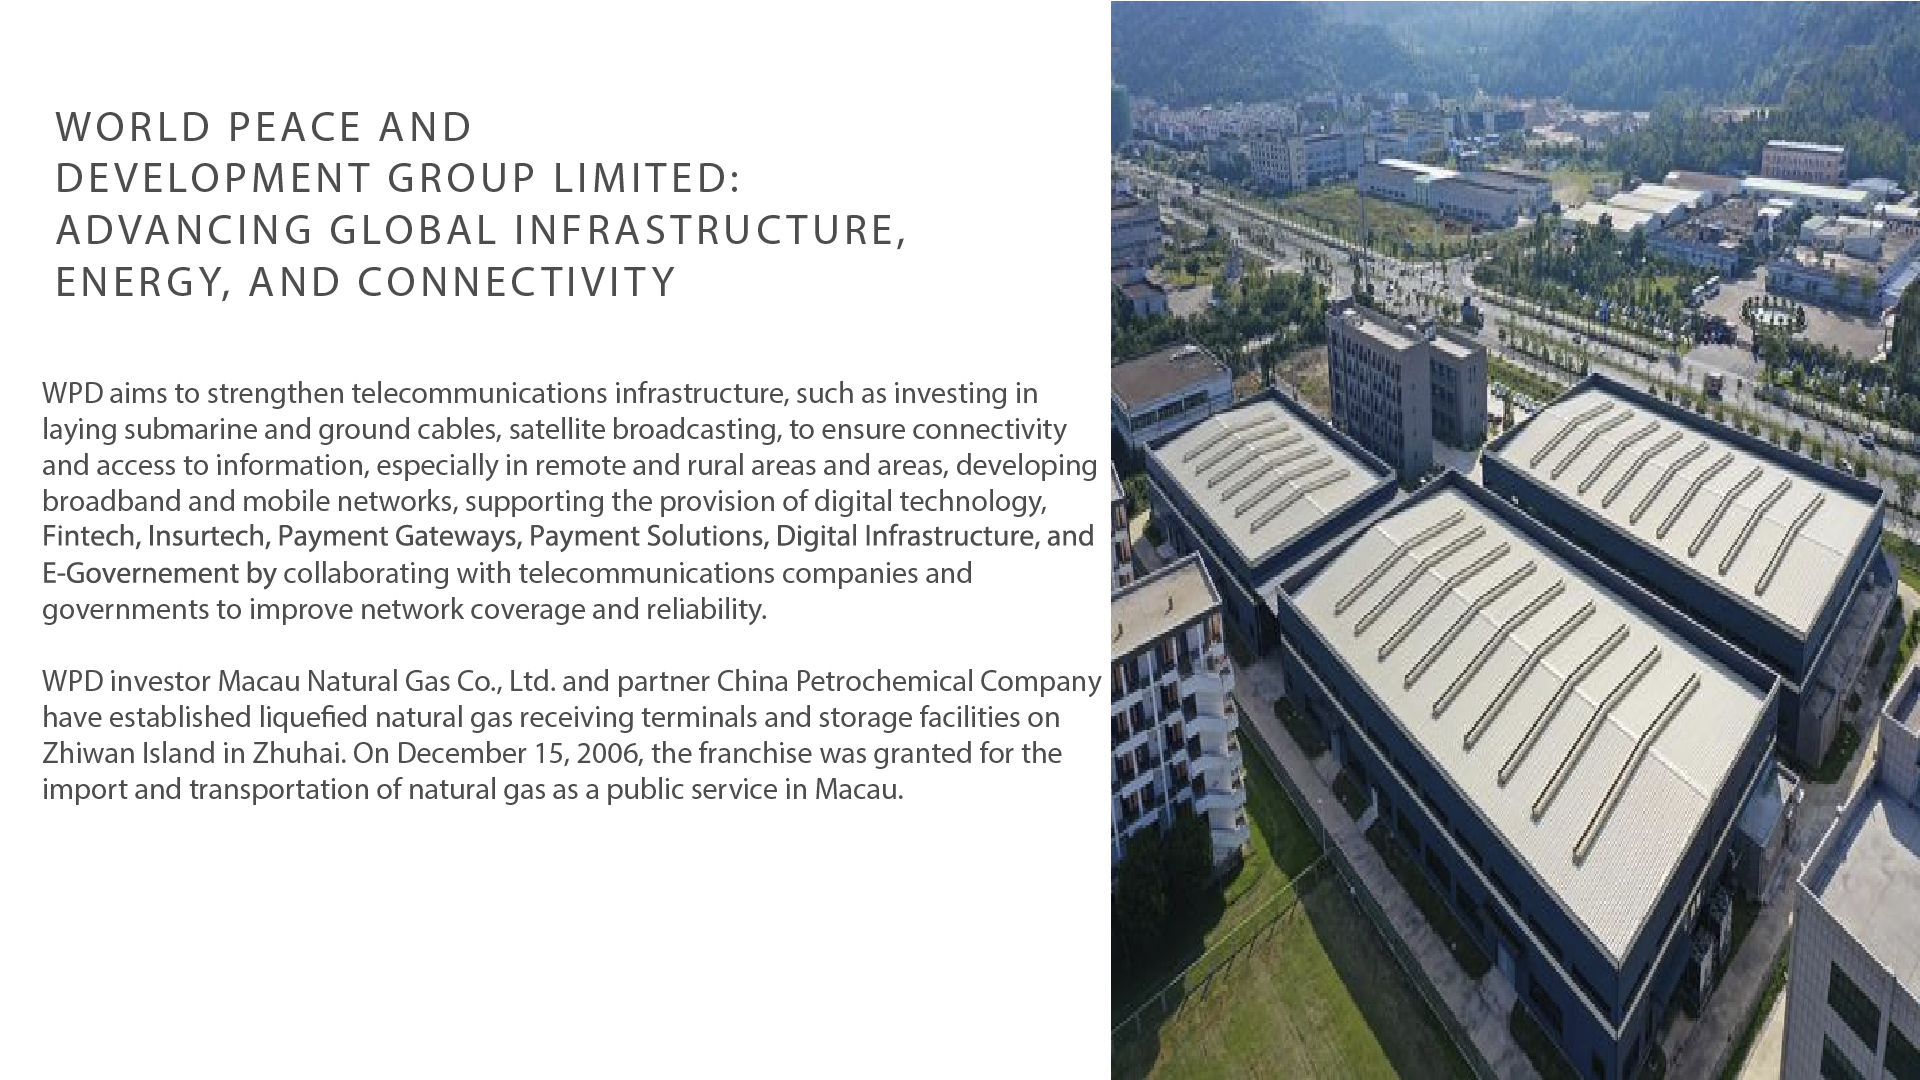 WORLD PEACE AND
DEVELOPMENT GROUP LIMITED:
ADVANCING GLOBAL INFRASTRUCTURE,
ENERGY, AND CONNECTIVITY
WPD aims to strengthen telecommunications infrastructure, such as investing in
laying submarine and ground cables, satellite broadcasting, to ensure connectivity
and access to information, especially in remote and rural areas and areas, developing
broadband and mobile networks, supporting the provision of digital technology,
Fintech, Insurtech, Payment Gateways, Payment Solutions, Digital Infrastructure, and
E-Governement by collaborating with telecommunications companies and
governments to improve network coverage and reliability.
WPD investor Macau Natural Gas Co., Ltd. and partner China Petrochemical Company
have established liquefied natural gas receiving terminals and storage facilities on
Zhiwan Island in Zhuhai. On December 15, 2006, the franchise was granted for the
import and transportation of natural gas as a public service in Macau.